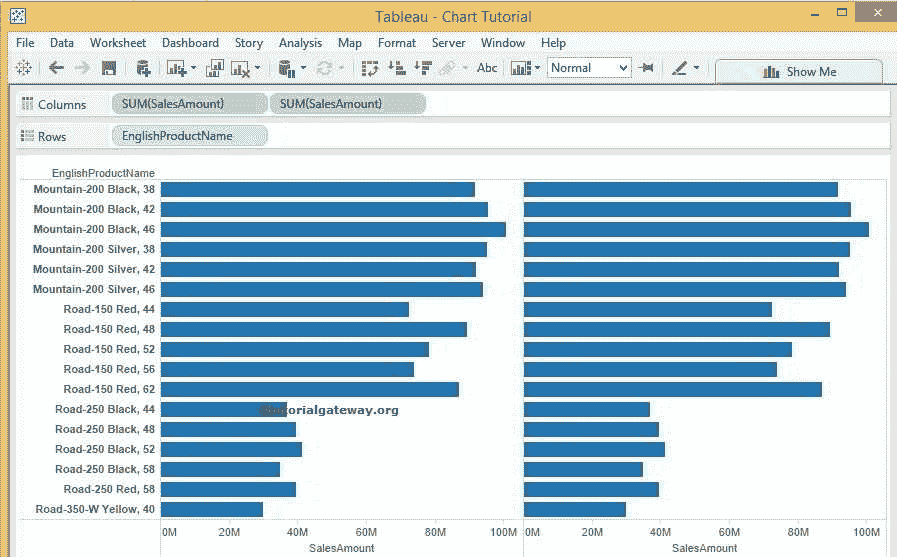 Tableau - Chart Tutorial
File Data Worksheet Dashboard Story Analysis Map Format Server Window Help
Abc Normal Show Me
Columns SUM(SalesAmount) SUM(SalesAmount)
Rows EnglishProductName
EnglishProductName
Mountain-200 Black, 38
Mountain-200 Black, 42
Mountain-200 Black, 46
Mountain-200 Silver, 38
Mountain-200 Silver, 42
Mountain-200 Silver, 46
Road-150 Red, 44
Road-150 Red, 48
Road-150 Red, 52
Road-150 Red, 56
Road-150 Red, 62
Road-250 Black, 44
Road-250 Black, 48
Road-250 Black, 52
Road-250 Black, 58
Road-250 Red, 58
Road-350-W Yellow, 40
0M 20M 40M 60M 80M 100M 0M 20M 40M 60M 80M 100M
SalesAmount SalesAmount